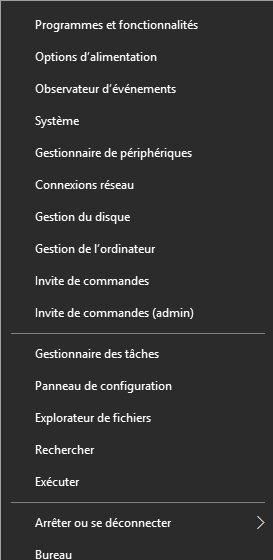 Programmes et fonctionnalités
Options d’alimentation
Observateur d’événements
Système
Gestionnaire de périphériques
Connexions réseau
Gestion du disque
Gestion de l’ordinateur
Invite de commandes
Invite de commandes (admin)
Gestionnaire des tâches
Panneau de configuration
Explorateur de fichiers
Rechercher
Exécuter
Arrêter ou se déconnecter
Bureau